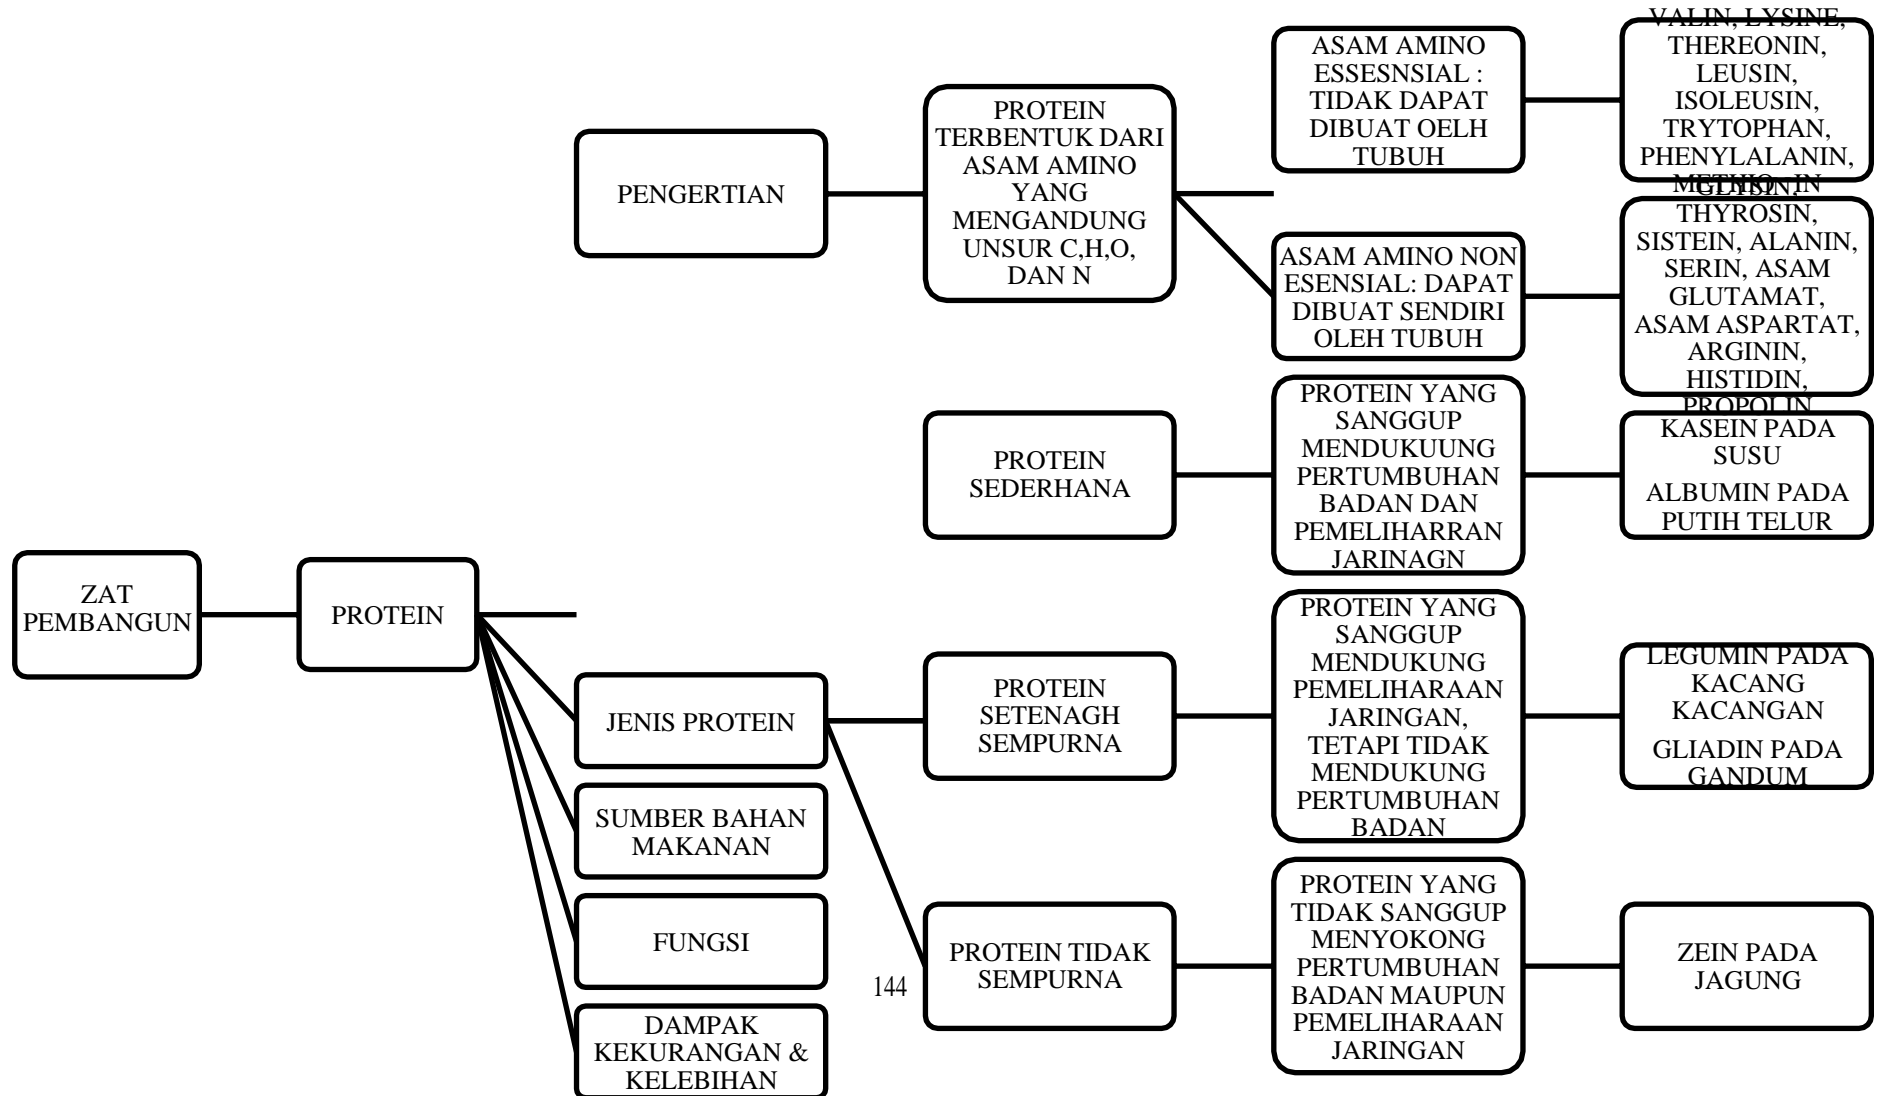 ZAT
PEMBANGUN
PROTEIN
PENGERTIAN
PROTEIN
TERBENTUK DARI
ASAM AMINO
YANG
MENGANDUNG
UNSUR C,H,O,
DAN N
ASAM AMINO
ESSESNSIAL :
TIDAK DAPAT
DIBUAT OELH
TUBUH
VALIN, LYSINE,
THEREONIN,
LEUSIN,
ISOLEUSIN,
TRYTOPHAN,
PHENYLALANIN,
ASAM AMINO NON
ESENSIAL: DAPAT
DIBUAT SENDIRI
OLEH TUBUH
THYROSIN,
SISTEIN, ALANIN,
SERIN, ASAM
GLUTAMAT,
ASAM ASPARTAT,
ARGININ,
HISTIDIN,
PROPOLIN
JENIS PROTEIN
PROTEIN
SEDERHANA
PROTEIN YANG
SANGGUP
MENDUKUUNG
PERTUMBUHAN
BADAN DAN
PEMELIHARRAN
JARINAGN
KASEIN PADA
SUSU
ALBUMIN PADA
PUTIH TELUR
PROTEIN
SETENAGH
SEMPURNA
PROTEIN YANG
SANGGUP
MENDUKUNG
PEMELIHARAAN
JARINGAN,
TETAPI TIDAK
MENDUKUNG
PERTUMBUHAN
BADAN
LEGUMIN PADA
KACANG
KACANGAN
GLIADIN PADA
GANDUM
PROTEIN TIDAK
SEMPURNA
PROTEIN YANG
TIDAK SANGGUP
MENYOKONG
PERTUMBUHAN
BADAN MAUPUN
PEMELIHARAAN
JARINGAN
ZEIN PADA
JAGUNG
SUMBER BAHAN
MAKANAN
FUNGSI
DAMPAK
KEKURANGAN &
KELEBIHAN
144